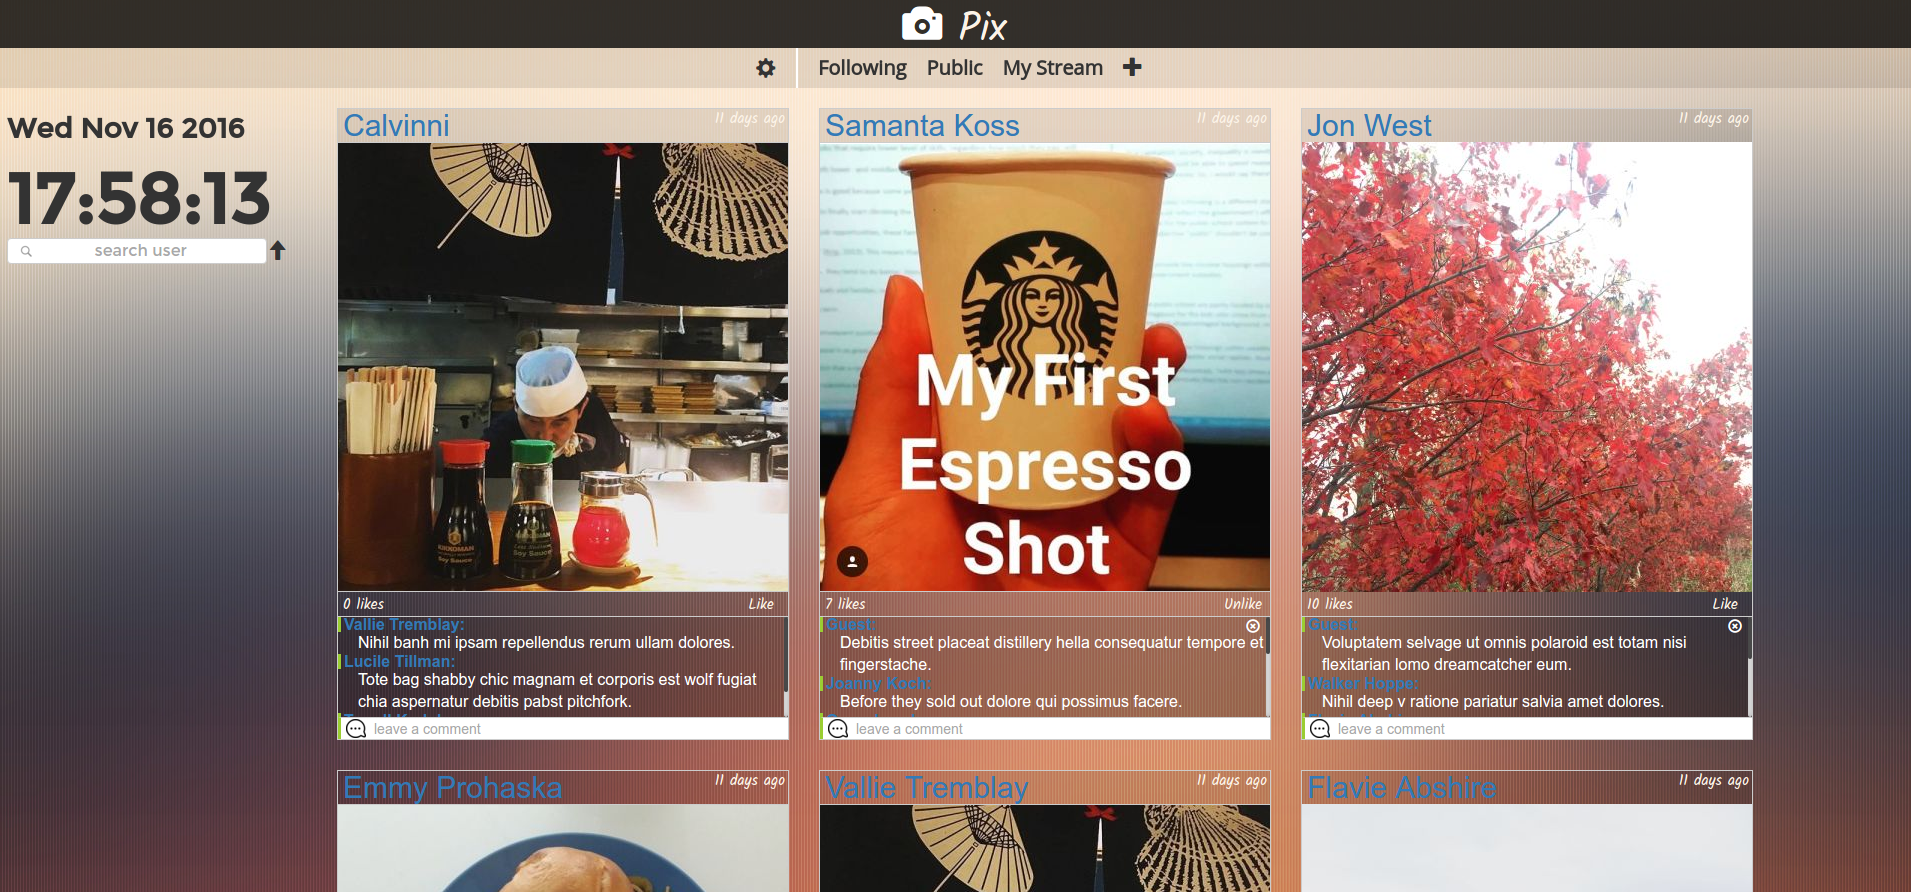 Pix
Following Public My Stream
Wed Nov 16 2016
17:58:13
search user
Calvinni
11 days ago
KIKKOMAN
Soy Sauce
Soy Sauce
0 likes
Like
Vallie Tremblay:
Nihil banh mi ipsam repellendus rerum ullam dolores.
Lucile Tillman:
Tote bag shabby chic magnam et corporis est wolf fugiat
chia aspernatur debitis pabst pitchfork.
leave a comment
Samanta Koss
11 days ago
My First
Espresso
Shot
7 likes
Unlike
Guest:
Debitis street placeat distillery hella consequatur tempore et
fingerstache.
Joanny Koch:
Before they sold out dolore qui possimus facere.
leave a comment
Jon West
11 days ago
10 likes
Like
Guest:
Voluptatem selvage ut omnis polaroid est totam nisi
flexitarian lomo dreamcatcher eum.
Walker Hoppe:
Nihil deep v ratione pariatur salvia amet dolores.
leave a comment
Emmy Prohaska
11 days ago
Vallie Tremblay
11 days ago
Flavie Abshire
11 days ago